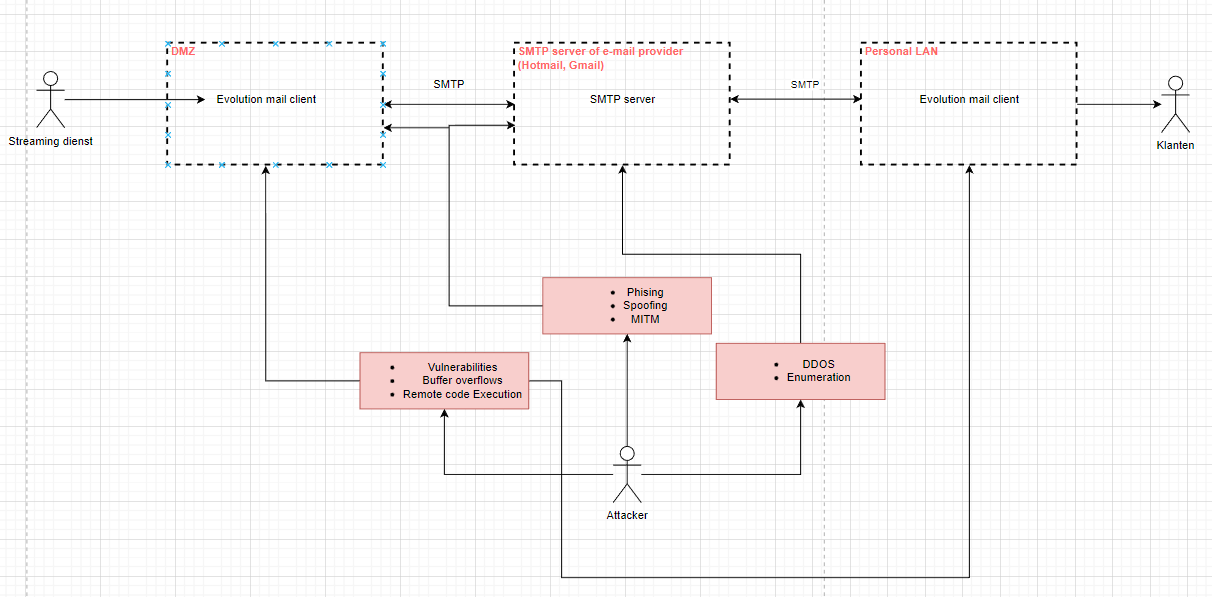 DMZ
SMTP server of e-mail provider
(Hotmail, Gmail)
Personal LAN
SMTP
SMTP
Evolution mail client
SMTP server
Evolution mail client
Streaming dienst
Klanten
• Phising
• Spoofing
• MITM
• DDOS
• Enumeration
• Vulnerabilities
• Buffer overflows
• Remote code Execution
Attacker